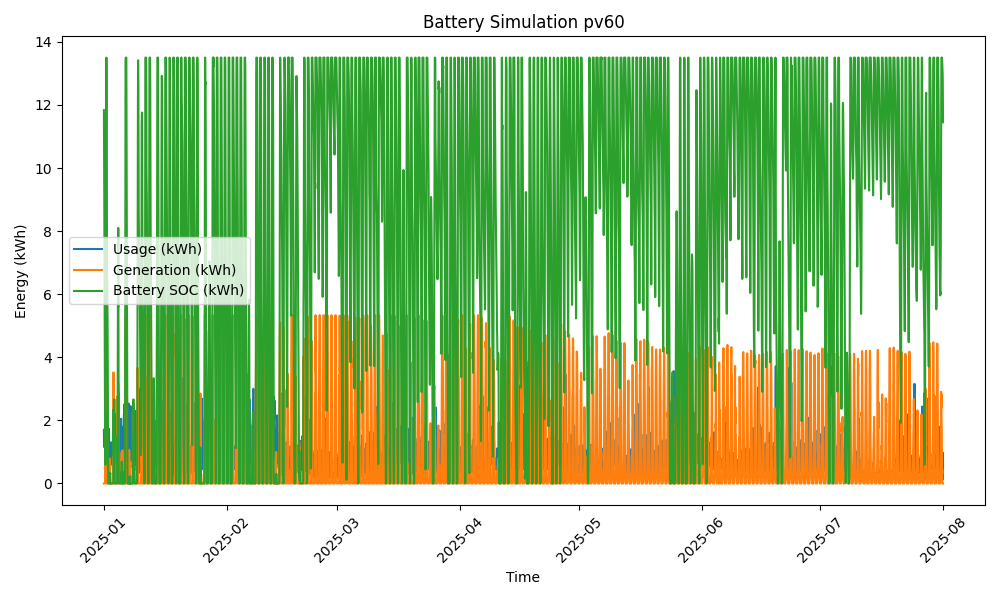 Battery Simulation pv60
Energy (kWh)
14
12
10
8
6
4
2
0
Usage (kWh)
Generation (kWh)
Battery SOC (kWh)
2025-01
2025-02
2025-03
2025-04
2025-05
2025-06
2025-07
2025-08
Time